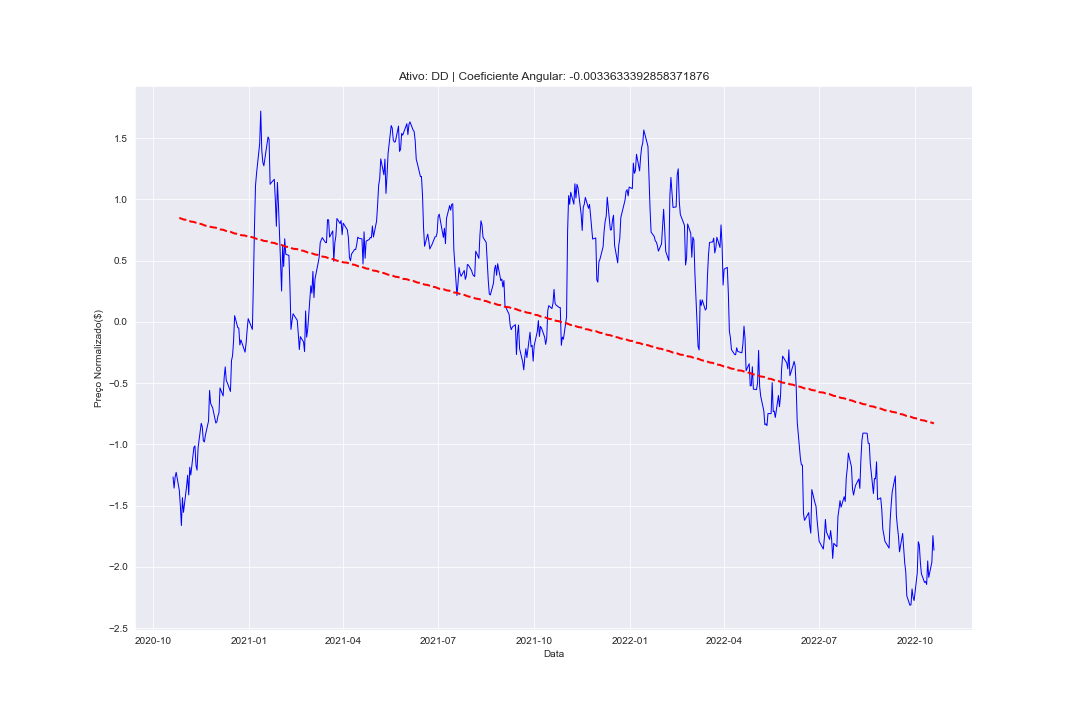 Ativo: DD | Coeficiente Angular: -0.0033633392858371876
Preço Normalizado($)
1.5
1.0
0.5
0.0
−0.5
−1.0
−1.5
−2.0
−2.5
2020-10 2021-01 2021-04 2021-07 2021-10 2022-01 2022-04 2022-07 2022-10
Data